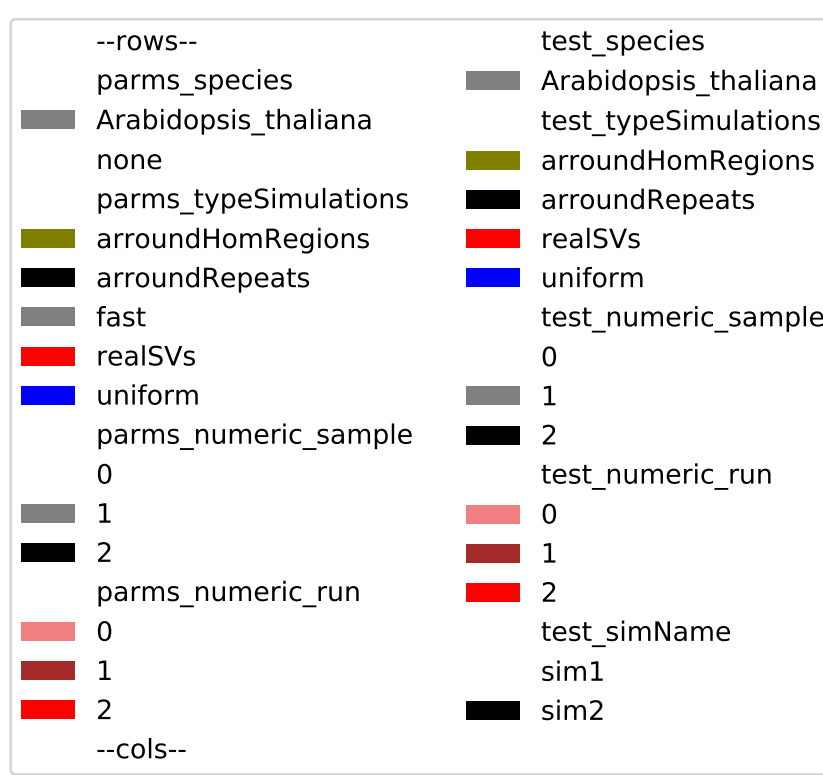 --rows--
parms_species
Arabidopsis_thaliana
none
parms_typeSimulations
arroundHomRegions
arroundRepeats
fast
realSVs
uniform
parms_numeric_sample
0
1
2
parms_numeric_run
0
1
2
--cols--
test_species
Arabidopsis_thaliana
test_typeSimulations
arroundHomRegions
arroundRepeats
realSVs
uniform
test_numeric_sample
0
1
2
test_numeric_run
0
1
2
test_simName
sim1
sim2